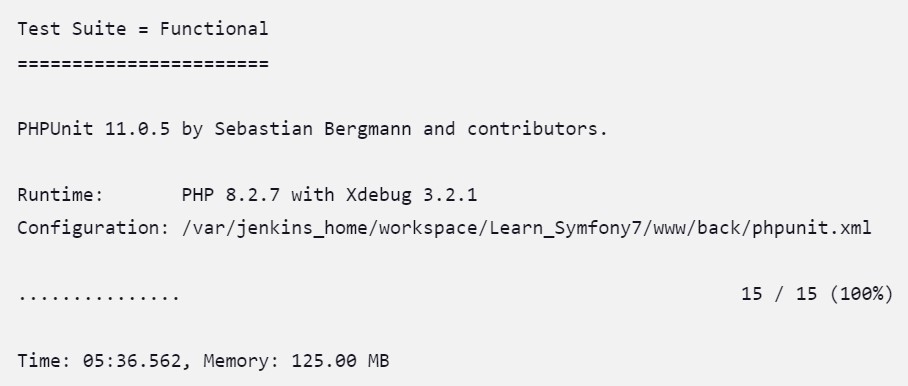 Test Suite = Functional
=======================
PHPUnit 11.0.5 by Sebastian Bergmann and contributors.
Runtime:       PHP 8.2.7 with Xdebug 3.2.1
Configuration: /var/jenkins_home/workspace/Learn_Symfony7/www/back/phpunit.xml
...............                                                   15 / 15 (100%)
Time: 05:36.562, Memory: 125.00 MB